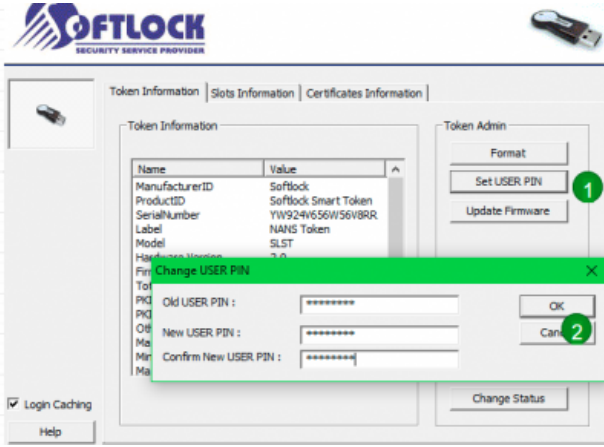 SOFTLOCK
SECURITY SERVICE PROVIDER
Token Information
Slots Information
Certificates Information
Token Information
Token Admin
Format
Set USER PIN
1
Update Firmware
Name Value
ManufacturerID Softlock
ProductID Softlock Smart Token
SerialNumber
Label NANS Token
Model SLST
Hardware Version 2.0
Change USER PIN
Old USER PIN : ********
OK
New USER PIN : ********
2
Confirm New USER PIN : ********
Login Caching
Change Status
Help